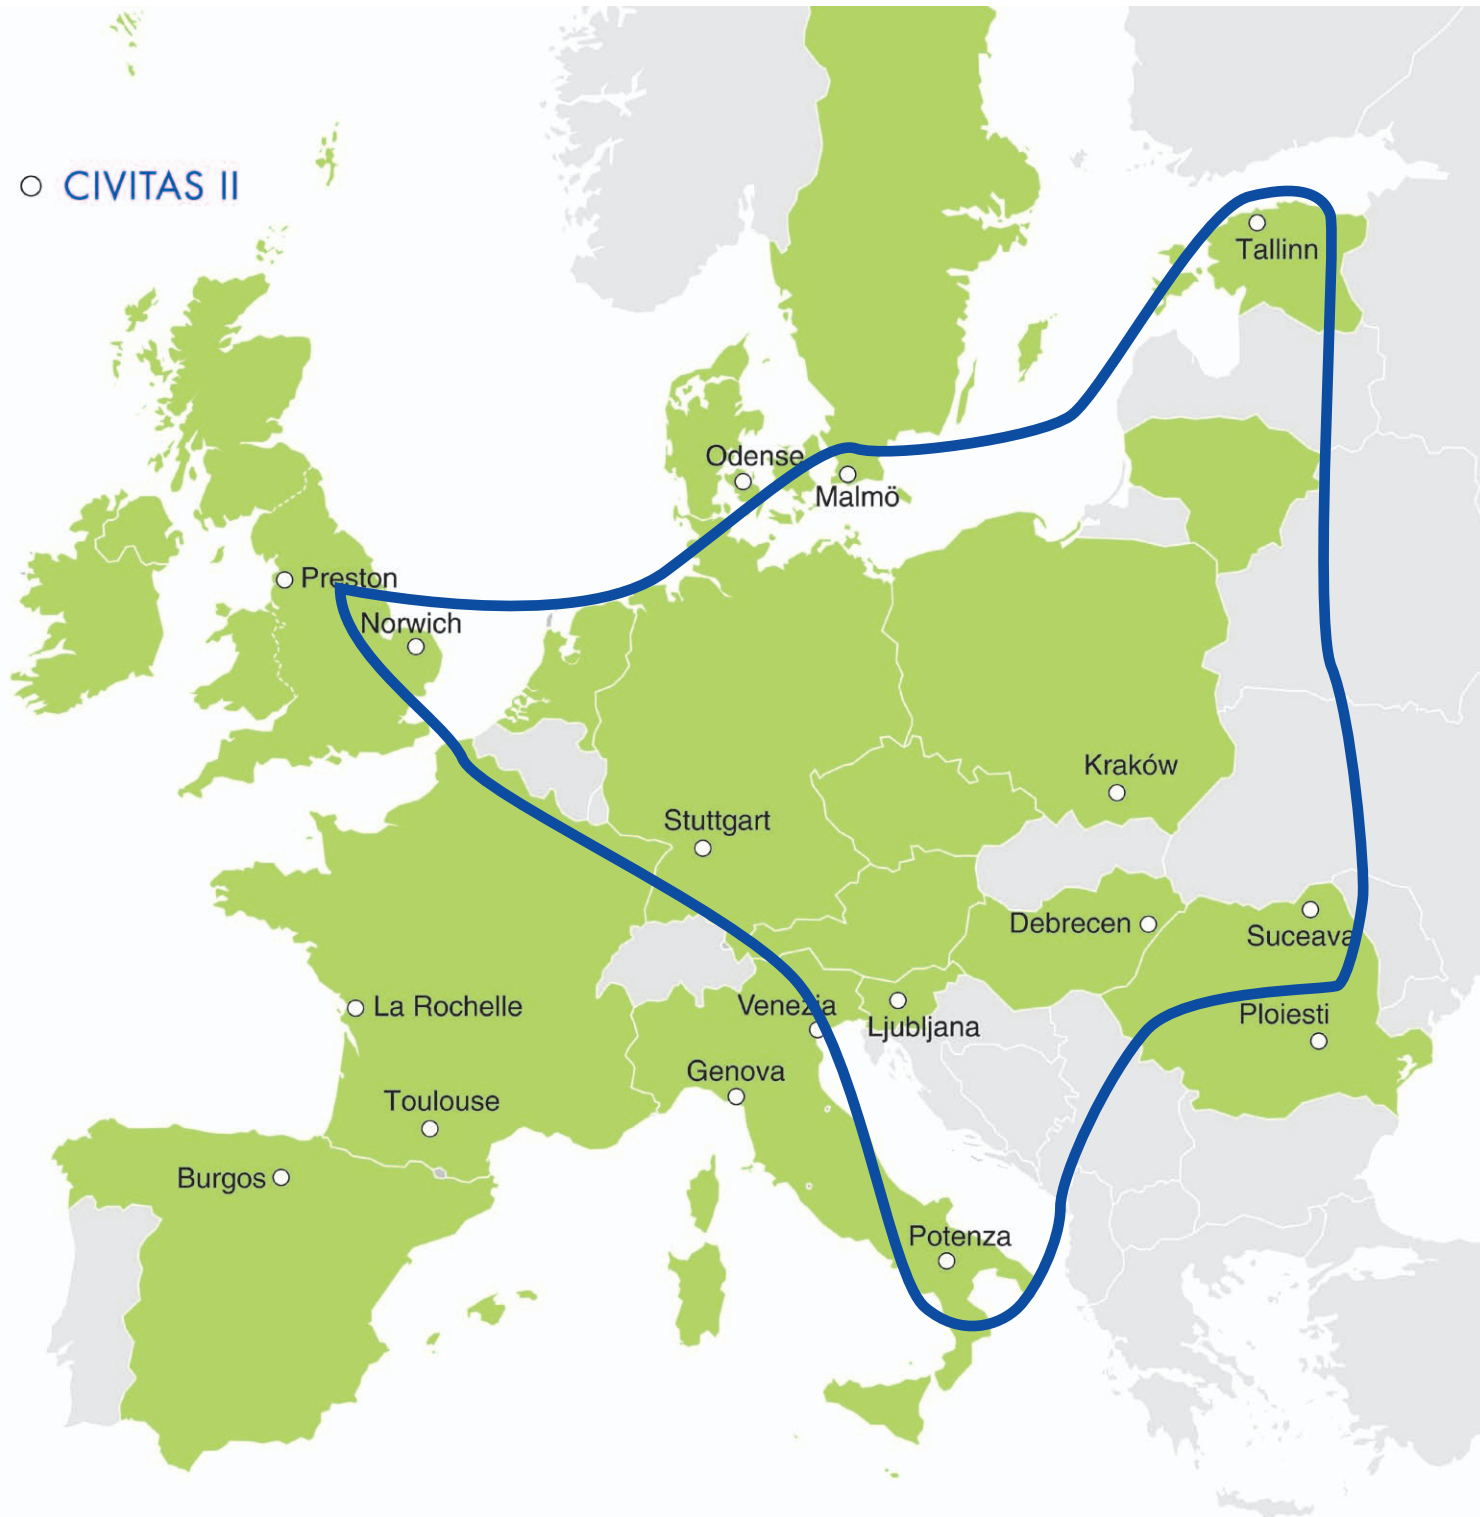 CIVITAS II
Tallinn
Odense
Malmö
Preston
Norwich
Kraków
Stuttgart
Debrecen
Suceava
La Rochelle
Venezia
Ljubljana
Ploiesti
Genova
Toulouse
Burgos
Potenza